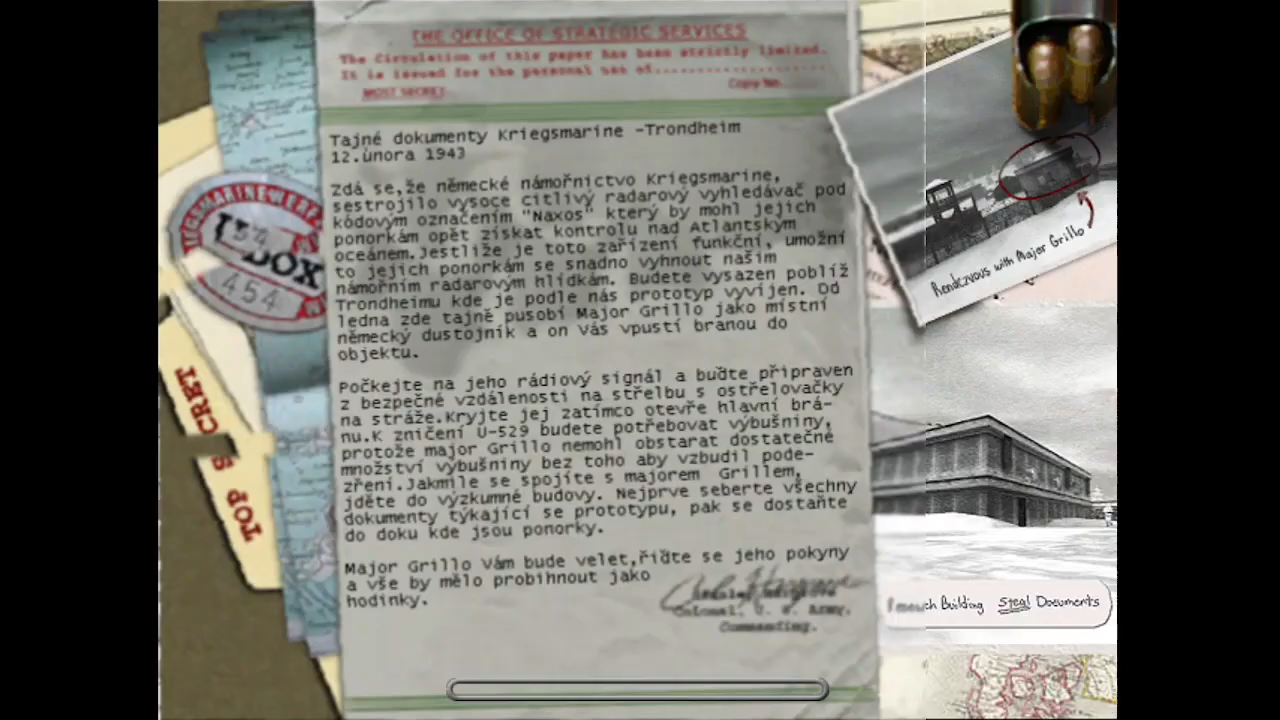 THE OFFICE OF STRATEGIC SERVICES
The Circulation of this paper has been strictly limited.
It is issued for the personal use of
MOST SECRET
Copy No.
Tajné dokumenty Kriegsmarine -Trondheim
12.února 1943
Zdá se,že německé námořnictvo Kriegsmarine,
sestrojilo vysoce citlivý radarový vyhledávač pod
kódovým označením "Naxos" který by mohl jejich
ponorkám opět získat kontrolu nad Atlantským
oceánem.Jestliže je toto zařízení funkční, umožní
to jejich ponorkám se snadno vyhnout našim
námořním radarovým hlídkám. Budete vysazen poblíž
Trondheimu kde je podle nás prototyp vyvíjen. Od
ledna zde tajně pusobí Major Grillo jako místní
německý dustojník a on vás vpustí branou do
objektu.
Počkejte na jeho rádiový signál a buďte připraven
z bezpečné vzdálenosti na střelbu s ostřelovačky
na stráže.Kryjte jej zatímco otevře hlavní brá-
nu.K zničení U-529 budete potřebovat výbušniny,
protože major Grillo nemohl obstarat dostatečné
množství výbušniny bez toho aby vzbudil pode-
zření.Jakmile se spojíte s majorem Grillem,
jděte do výzkumné budovy. Nejprve seberte všechny
dokumenty týkající se prototypu, pak se dostaňte
do doku kde jsou ponorky.
Major Grillo Vám bude velet,řiďte se jeho pokyny
a vše by mělo probihnout jako
hodinky.
Colonel, U. S. Army.
Commanding.
454
TOP SECRET
Rendezvous with Major Grillo
Research Building Steal Documents